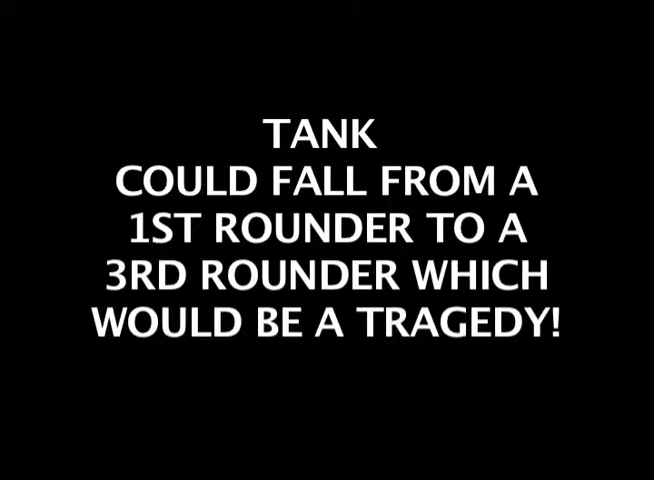 TANK
COULD FALL FROM A
1ST ROUNDER TO A
3RD ROUNDER WHICH
WOULD BE A TRAGEDY!